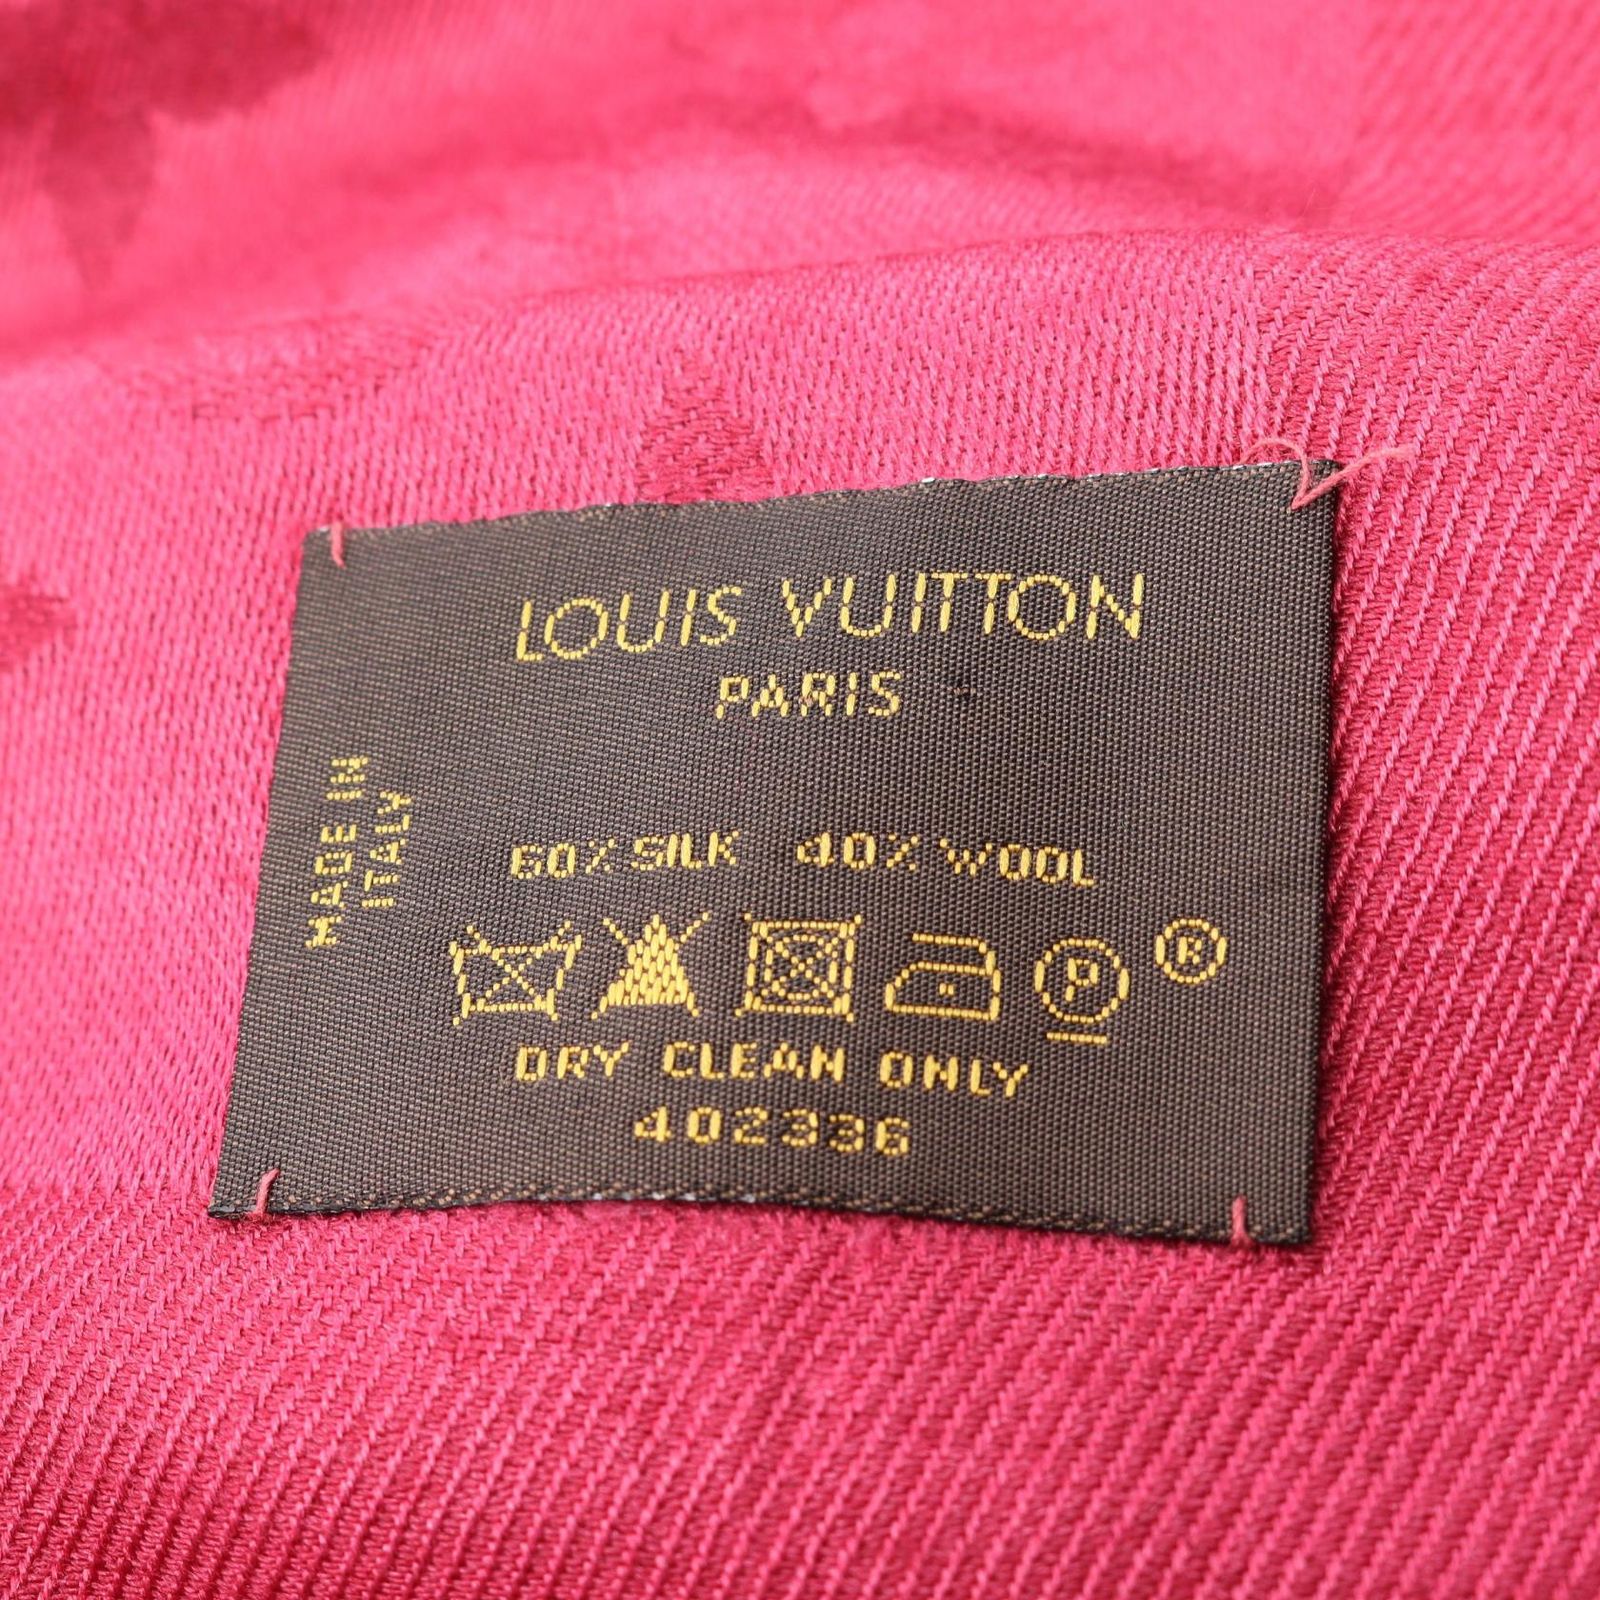 LOUIS VUITTON
PARIS
MADE IN
ITALY
60% SILK 40% WOOL
P ®
DRY CLEAN ONLY
402336